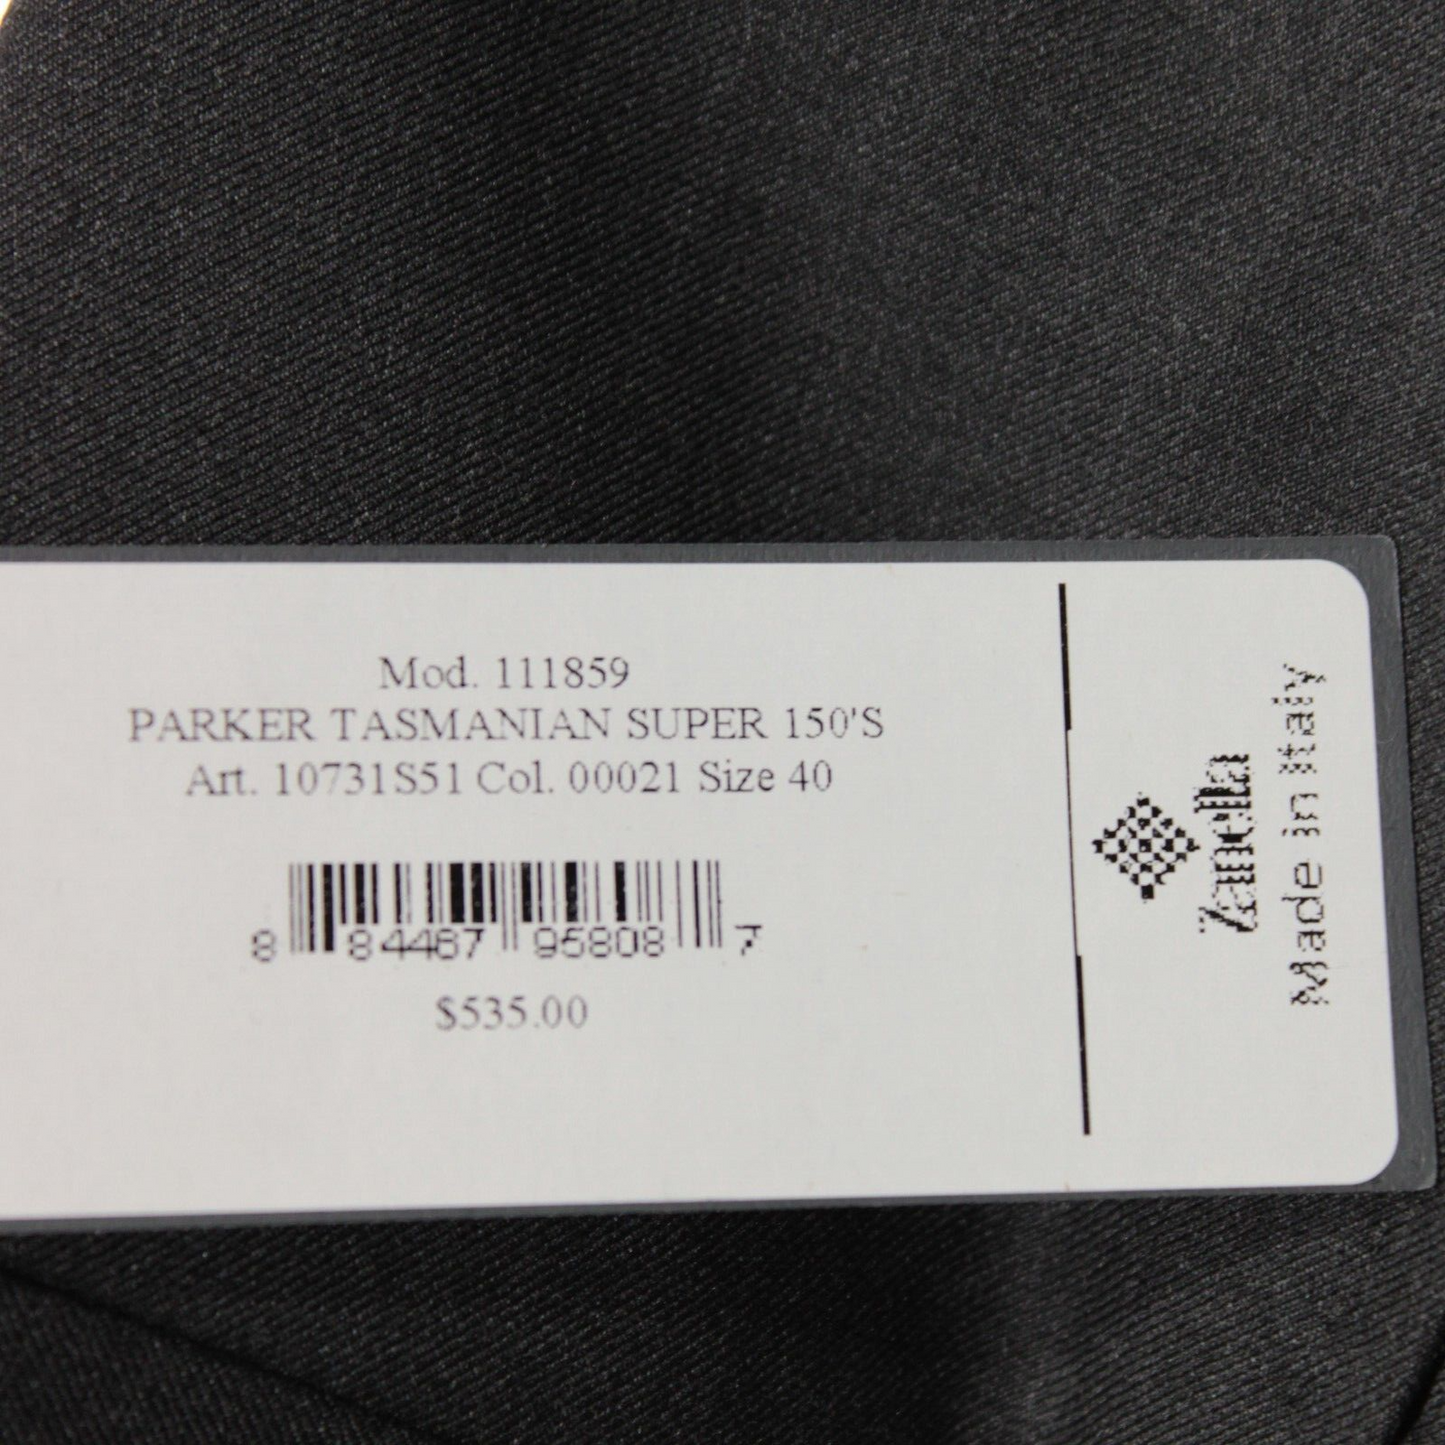 Mod. 111859
PARKER TASMANIAN SUPER 150'S
Art. 10731S51 Col. 00021 Size 40
8 84487 95808 7
$535.00
Zanella
Made in Italy